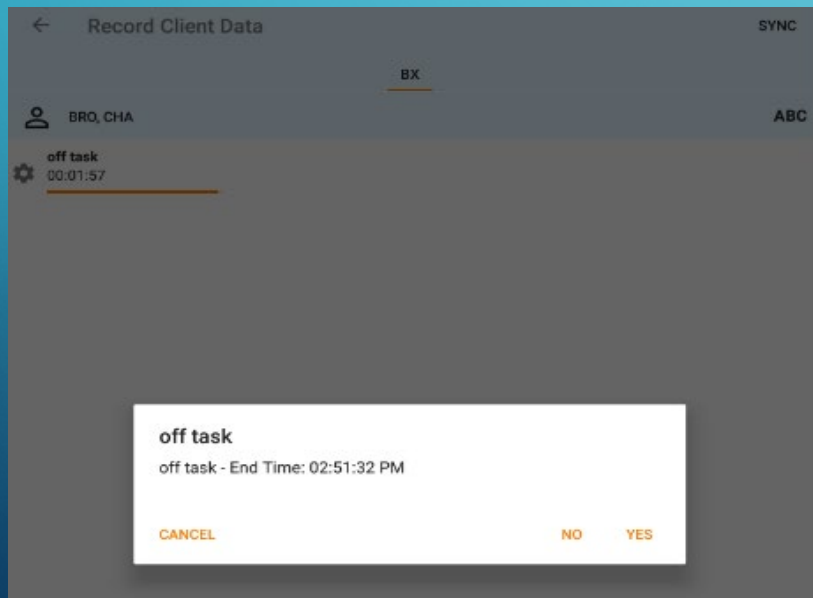 Record Client Data SYNC
BX
BRO, CHA ABC
off task
00:01:57
off task
off task - End Time: 02:51:32 PM
CANCEL NO YES